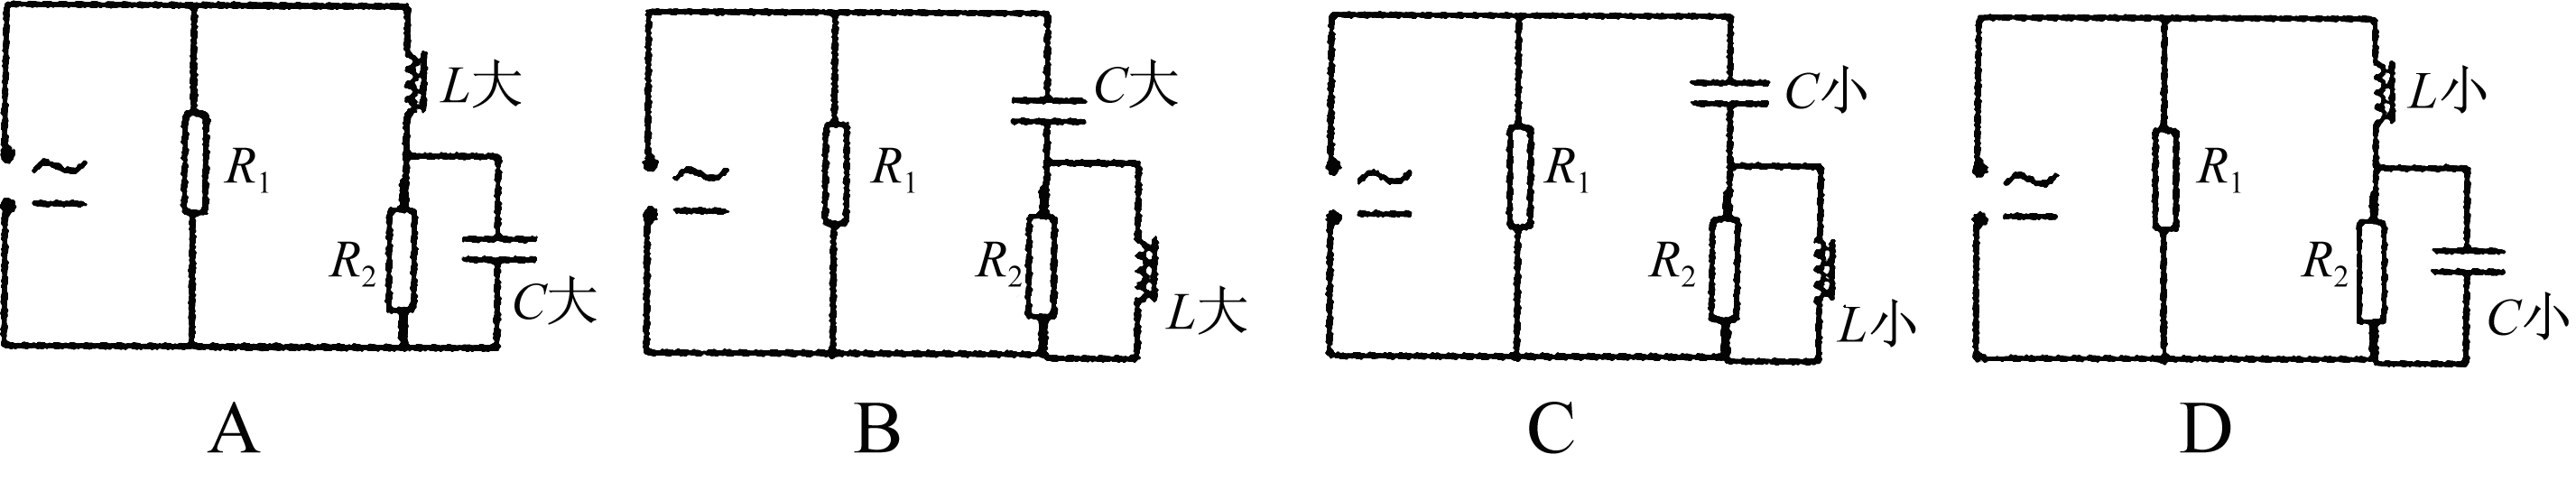 R₁ L大 R₂ C大
R₁ C大 R₂ L大
R₁ C小 R₂ L小
R₁ L小 R₂ C小
A B C D